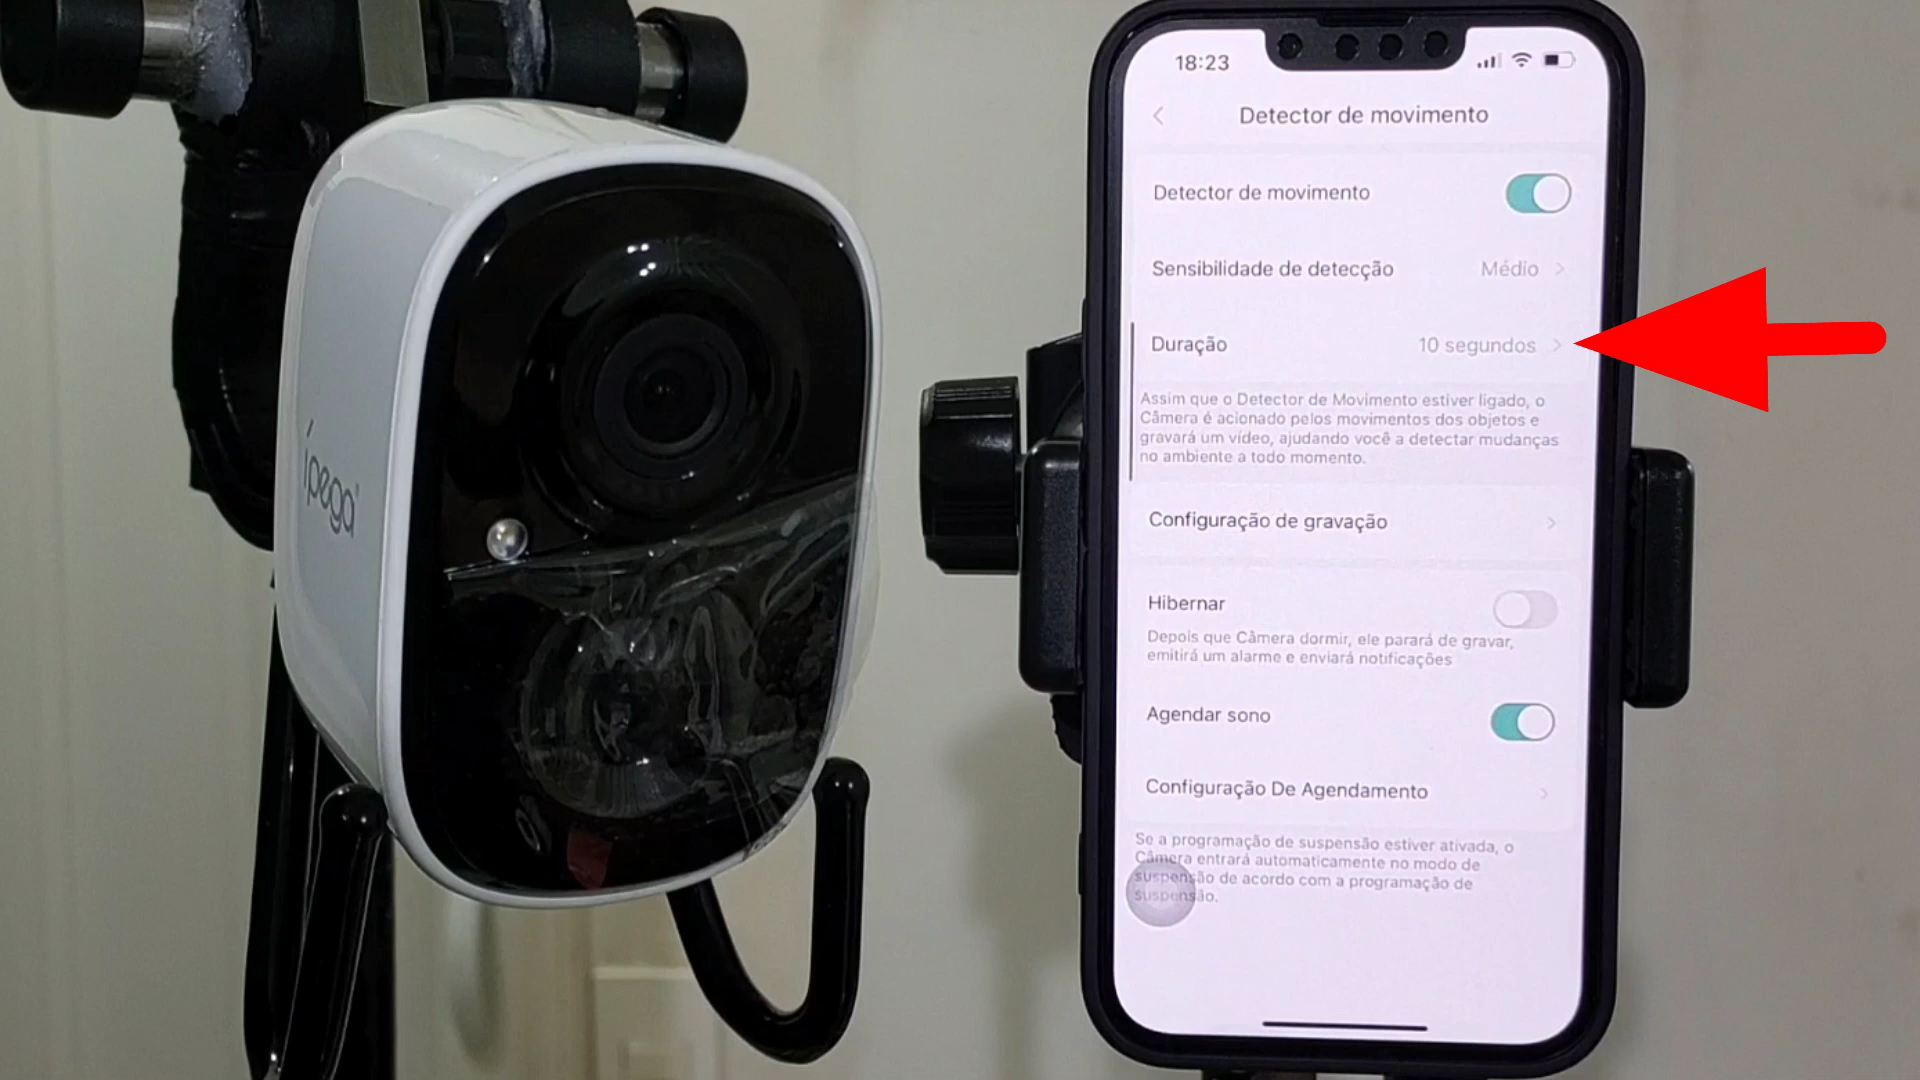 ípega
18:23
Detector de movimento
Detector de movimento
Sensibilidade de detecção Médio
Duração 10 segundos
Assim que o Detector de Movimento estiver ligado, o
Câmera é acionado pelos movimentos dos objetos e
gravará um vídeo, ajudando você a detectar mudanças
no ambiente a todo momento.
Configuração de gravação
Hibernar
Depois que Câmera dormir, ele parará de gravar,
emitirá um alarme e enviará notificações
Agendar sono
Configuração De Agendamento
Se a programação de suspensão estiver ativada, o
Câmera entrará automaticamente no modo de
suspensão de acordo com a programação de
suspensão.